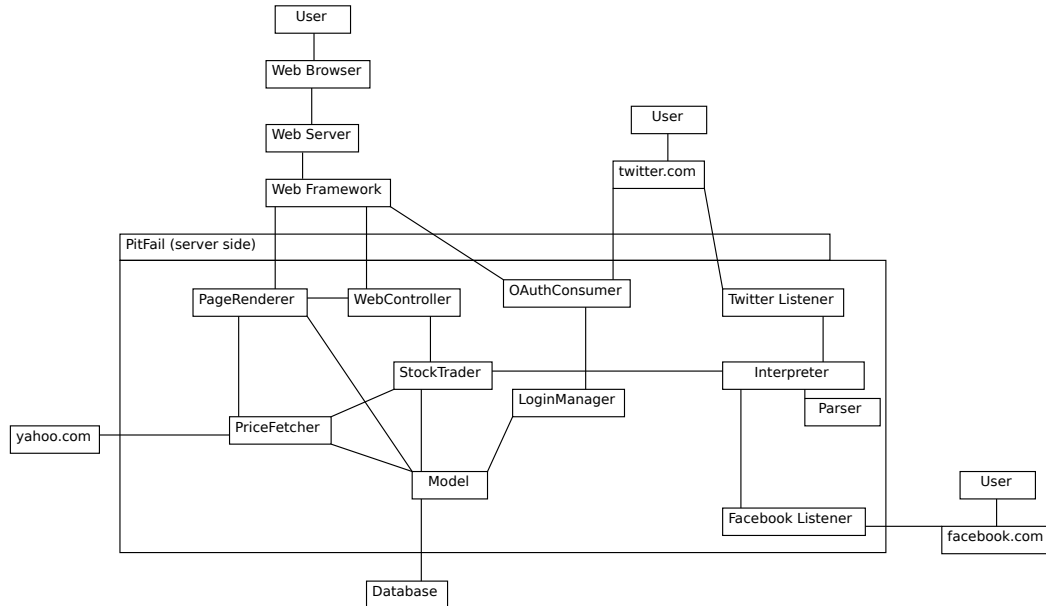 User
Web Browser
Web Server
User
twitter.com
Web Framework
PitFail (server side)
OAuthConsumer
PageRenderer
WebController
Twitter Listener
StockTrader
Interpreter
LoginManager
Parser
PriceFetcher
yahoo.com
Model
User
Facebook Listener
facebook.com
Database